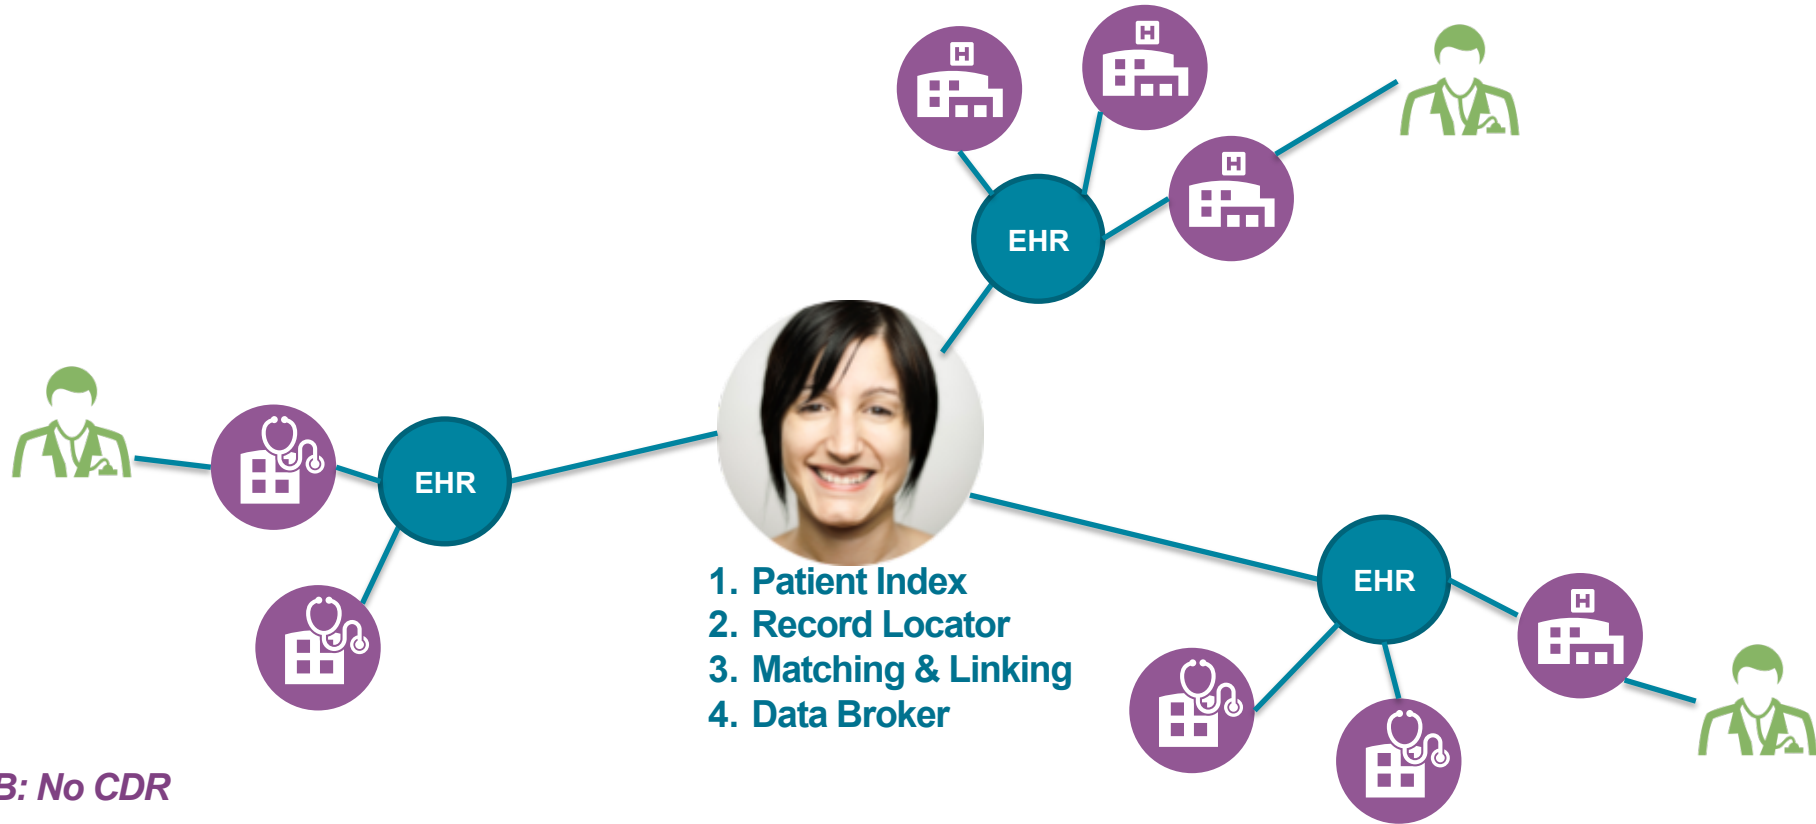 H
H
H
EHR
EHR
EHR
1. Patient Index
2. Record Locator
3. Matching & Linking
4. Data Broker
H
B: No CDR